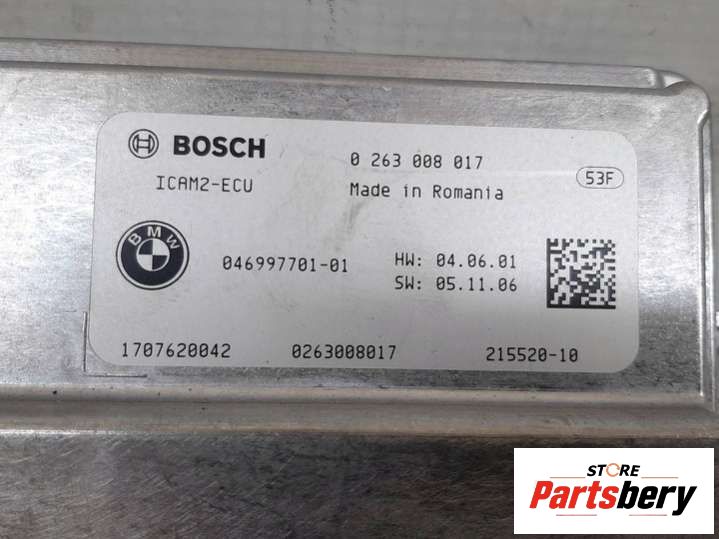 BOSCH 0 263 008 017
ICAM2-ECU Made in Romania 53F
BMW
046997701-01 HW: 04.06.01
SW: 05.11.06
1707620042 0263008017 215520-10
STORE
Partsbery